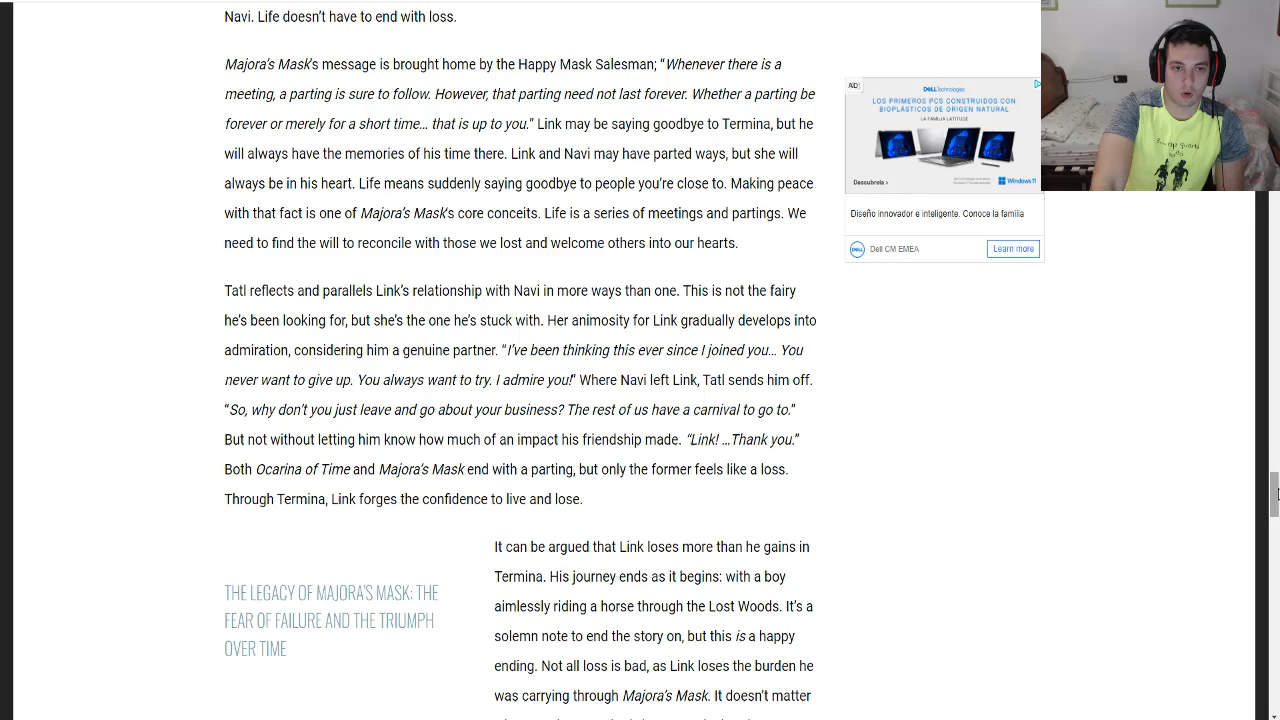 Navi. Life doesn’t have to end with loss.
Majora’s Mask’s message is brought home by the Happy Mask Salesman; “Whenever there is a
meeting, a parting is sure to follow. However, that parting need not last forever. Whether a parting be
forever or merely for a short time... that is up to you.” Link may be saying goodbye to Termina, but he
will always have the memories of his time there. Link and Navi may have parted ways, but she will
always be in his heart. Life means suddenly saying goodbye to people you’re close to. Making peace
with that fact is one of Majora’s Mask’s core conceits. Life is a series of meetings and partings. We
need to find the will to reconcile with those we lost and welcome others into our hearts.
Tatl reflects and parallels Link’s relationship with Navi in more ways than one. This is not the fairy
he’s been looking for, but she’s the one he’s stuck with. Her animosity for Link gradually develops into
admiration, considering him a genuine partner. “I’ve been thinking this ever since I joined you… You
never want to give up. You always want to try. I admire you!” Where Navi left Link, Tatl sends him off.
“So, why don’t you just leave and go about your business? The rest of us have a carnival to go to.”
But not without letting him know how much of an impact his friendship made. “Link! …Thank you.”
Both Ocarina of Time and Majora’s Mask end with a parting, but only the former feels like a loss.
Through Termina, Link forges the confidence to live and lose.
THE LEGACY OF MAJORA’S MASK: THE
FEAR OF FAILURE AND THE TRIUMPH
OVER TIME
It can be argued that Link loses more than he gains in
Termina. His journey ends as it begins: with a boy
aimlessly riding a horse through the Lost Woods. It’s a
solemn note to end the story on, but this is a happy
ending. Not all loss is bad, as Link loses the burden he
was carrying through Majora’s Mask. It doesn’t matter
DELL Technologies
LOS PRIMEROS PCS CONSTRUIDOS CON
BIOPLÁSTICOS DE ORIGEN NATURAL
LA FAMILIA LATITUDE
Descubrela >
Windows 11
Diseño innovador e inteligente. Conoce la familia
DELL
Dell CM EMEA
Learn more